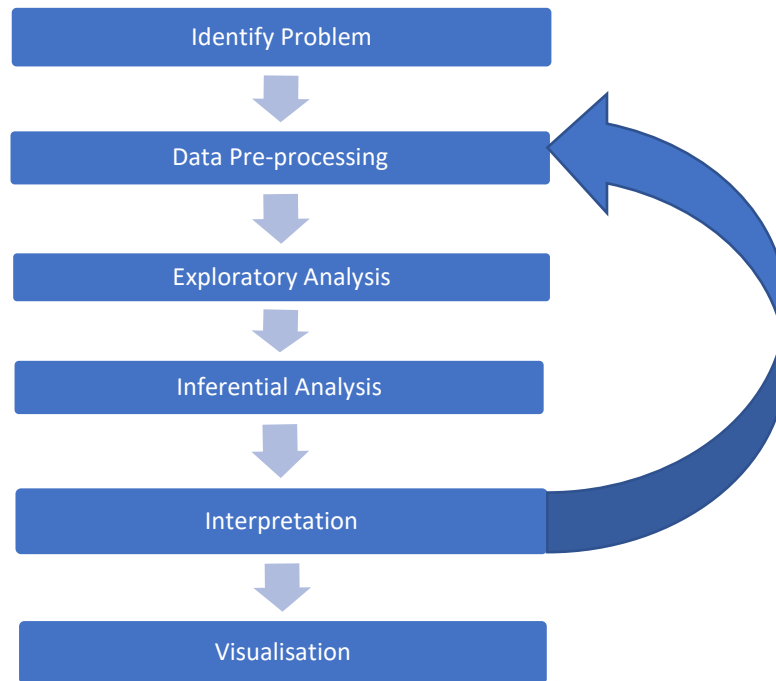 Identify Problem
Data Pre-processing
Exploratory Analysis
Inferential Analysis
Interpretation
Visualisation